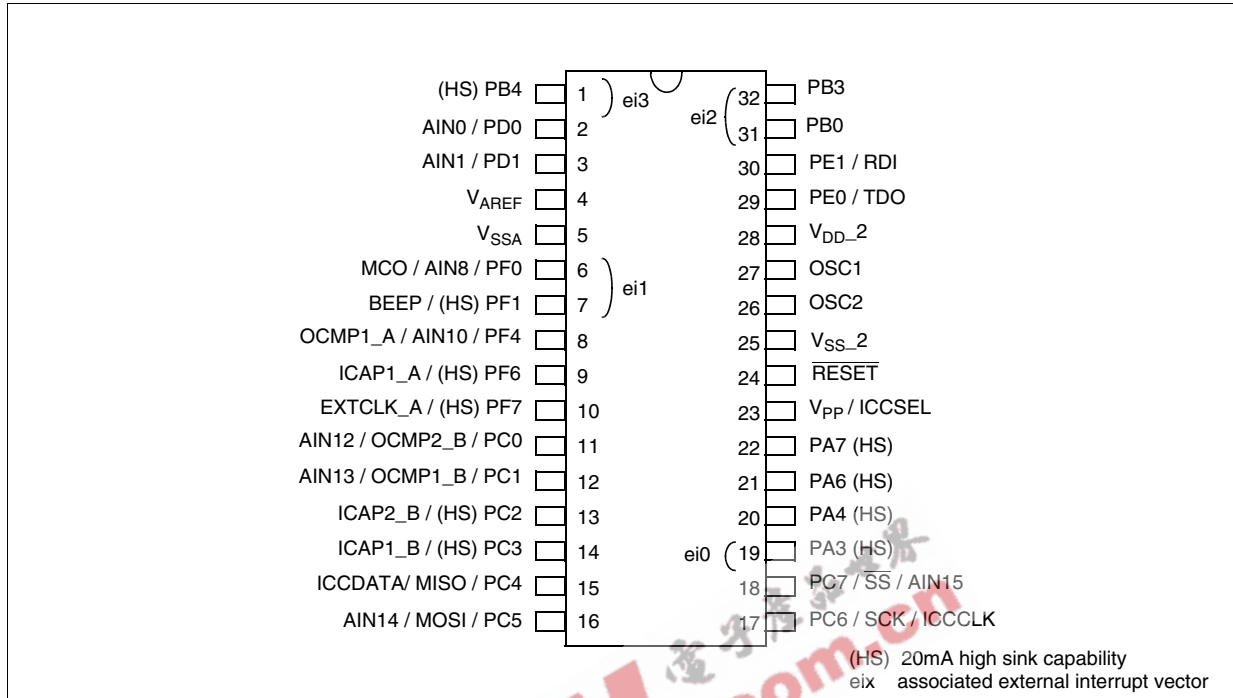 (HS) PB4 1 ei3
AIN0 / PD0 2
AIN1 / PD1 3
VAREF 4
VSSA 5
MCO / AIN8 / PF0 6 ei1
BEEP / (HS) PF1 7
OCMP1_A / AIN10 / PF4 8
ICAP1_A / (HS) PF6 9
EXTCLK_A / (HS) PF7 10
AIN12 / OCMP2_B / PC0 11
AIN13 / OCMP1_B / PC1 12
ICAP2_B / (HS) PC2 13
ICAP1_B / (HS) PC3 14
ICCDATA/ MISO / PC4 15
AIN14 / MOSI / PC5 16
ei2 32 PB3
31 PB0
30 PE1 / RDI
29 PE0 / TDO
28 VDD_2
27 OSC1
26 OSC2
25 VSS_2
24 RESET
23 VPP / ICCSEL
22 PA7 (HS)
21 PA6 (HS)
20 PA4 (HS)
ei0 19 PA3 (HS)
18 PC7 / SS / AIN15
17 PC6 / SCK / ICCCLK
(HS) 20mA high sink capability
eix associated external interrupt vector